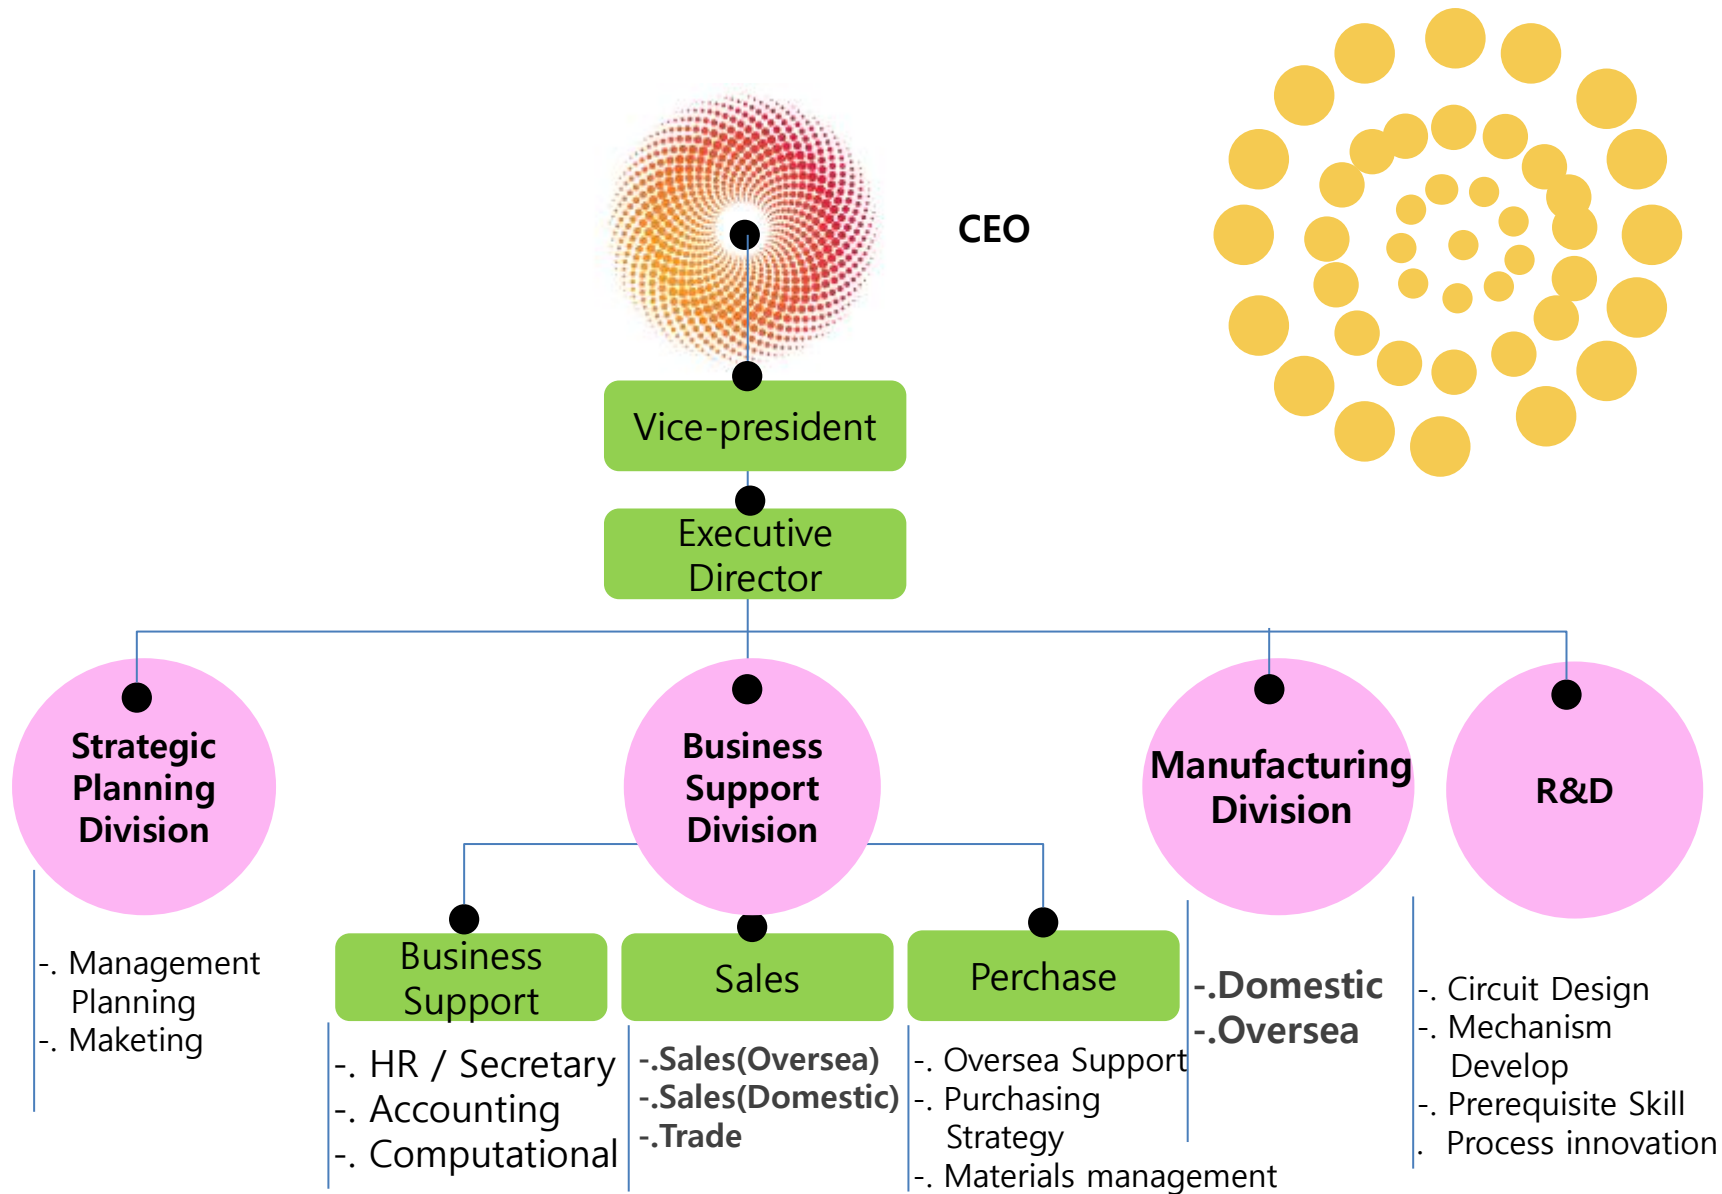 CEO
Vice-president
Executive
Director
Strategic
Planning
Division
-. Management
Planning
-. Maketing
Business
Support
Division
Business
Support
-. HR / Secretary
-. Accounting
-. Computational
Sales
-.Sales(Oversea)
-.Sales(Domestic)
-.Trade
Perchase
-. Oversea Support
-. Purchasing
Strategy
-. Materials management
Manufacturing
Division
-.Domestic
-.Oversea
R&D
-. Circuit Design
-. Mechanism
Develop
-. Prerequisite Skill
. Process innovation